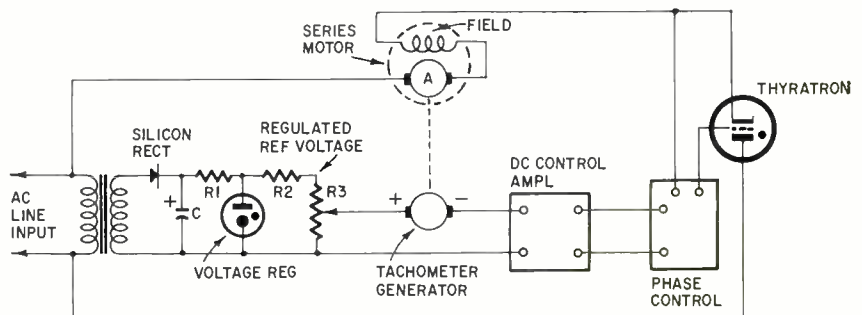 FIELD
SERIES
MOTOR
A
THYRATRON
SILICON
RECT
REGULATED
REF VOLTAGE
DC CONTROL
AMPL
R1
R2
R3
+
C
+
−
AC
LINE
INPUT
VOLTAGE REG
TACHOMETER
GENERATOR
PHASE
CONTROL